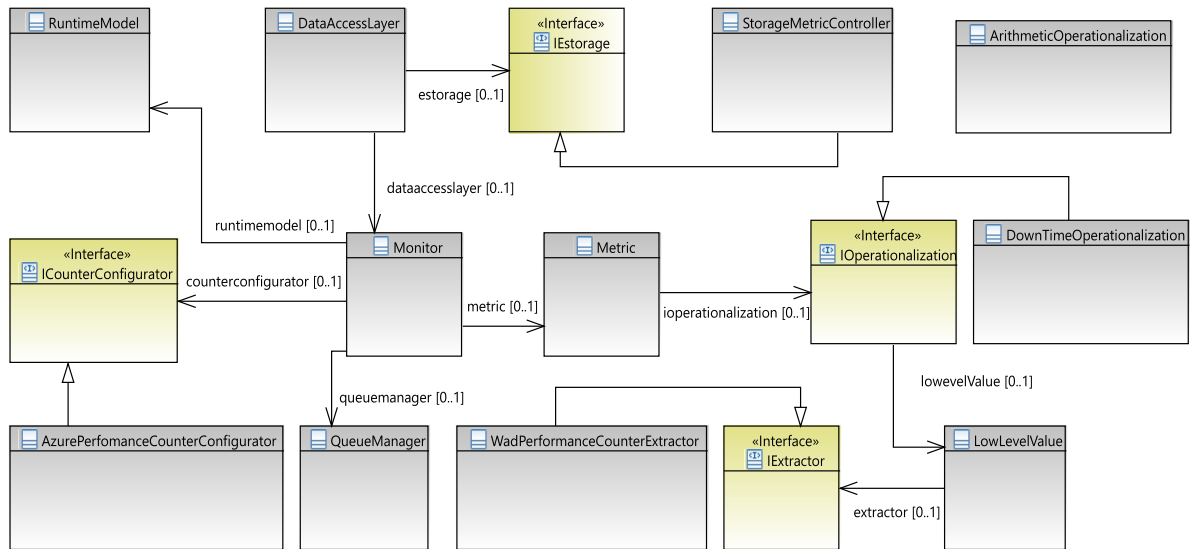 RuntimeModel
DataAccessLayer
«Interface»
IEstorage
StorageMetricController
ArithmeticOperationalization
estorage [0..1]
dataaccesslayer [0..1]
runtimemodel [0..1]
«Interface»
ICounterConfigurator
counterconfigurator [0..1]
Monitor
metric [0..1]
Metric
ioperationalization [0..1]
«Interface»
IOperationalization
DownTimeOperationalization
lowevelValue [0..1]
queuemanager [0..1]
AzurePerfomanceCounterConfigurator
QueueManager
WadPerformanceCounterExtractor
«Interface»
IExtractor
LowLevelValue
extractor [0..1]